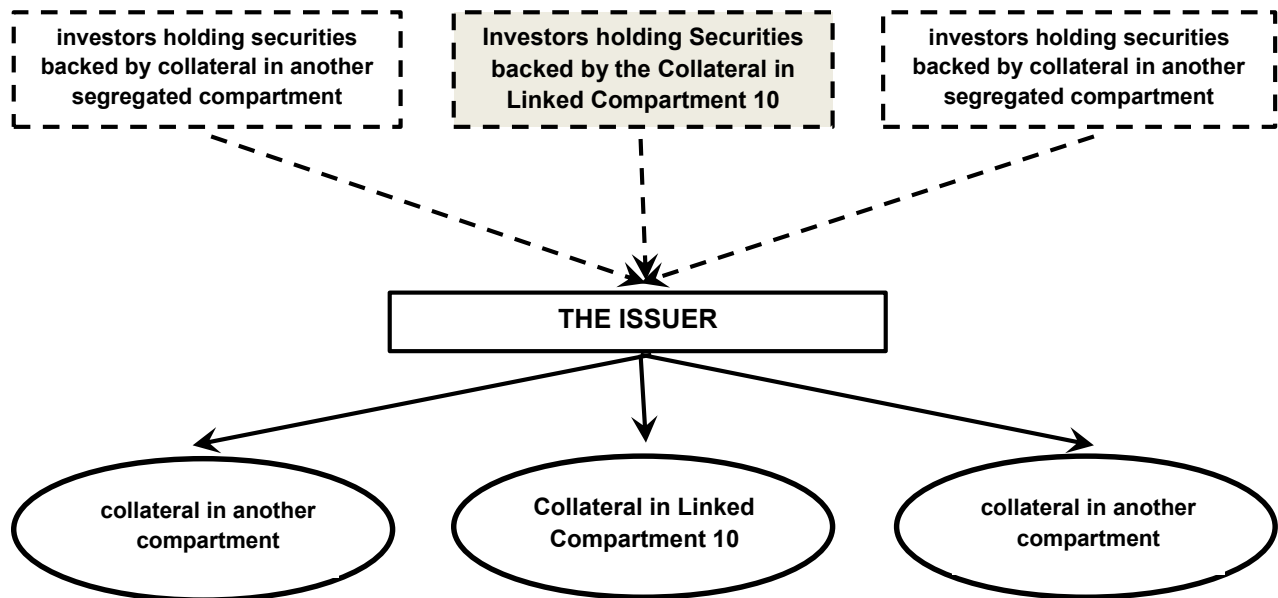 investors holding securities
backed by collateral in another
segregated compartment
Investors holding Securities
backed by the Collateral in
Linked Compartment 10
investors holding securities
backed by collateral in another
segregated compartment
THE ISSUER
collateral in another
compartment
Collateral in Linked
Compartment 10
collateral in another
compartment